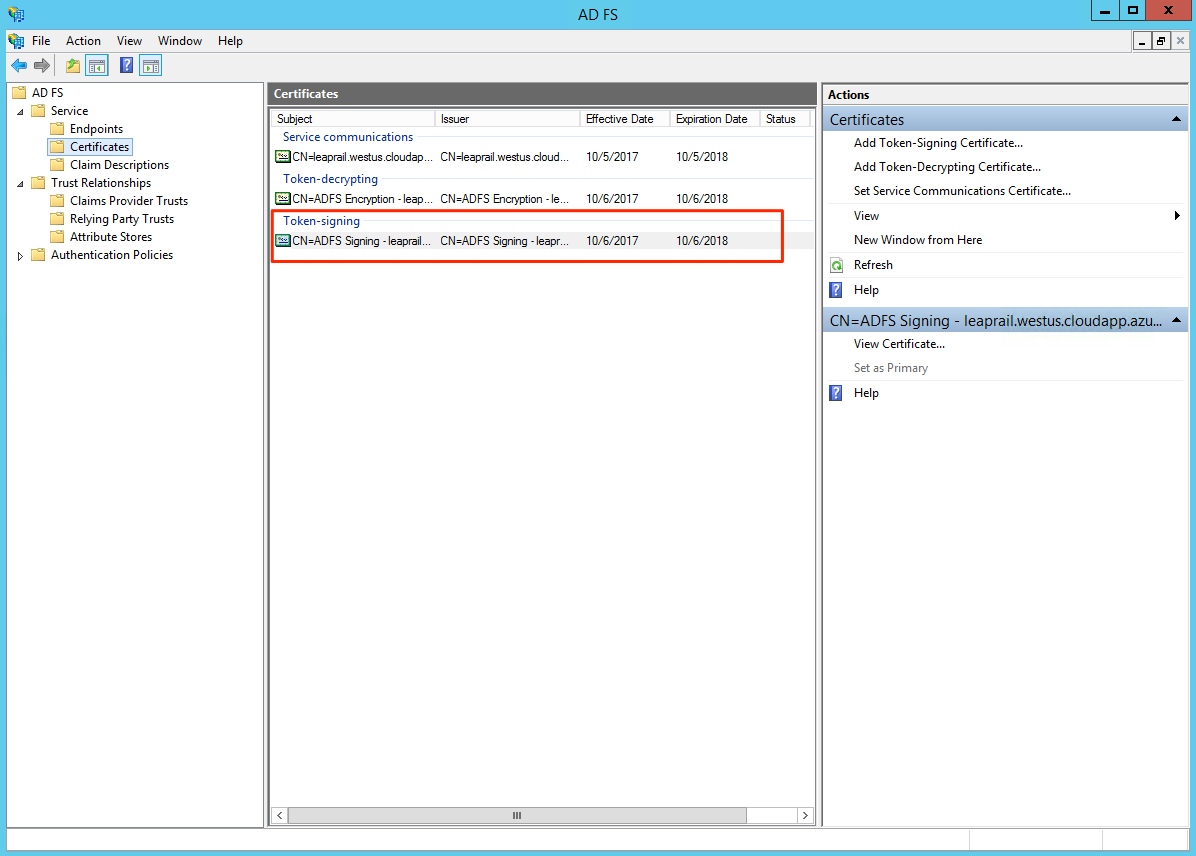 AD FS
File Action View Window Help
AD FS
Service
Endpoints
Certificates
Claim Descriptions
Trust Relationships
Claims Provider Trusts
Relying Party Trusts
Attribute Stores
Authentication Policies
Certificates
Subject Issuer Effective Date Expiration Date Status
Service communications
CN=leaprail.westus.cloudap... CN=leaprail.westus.cloud... 10/5/2017 10/5/2018
Token-decrypting
CN=ADFS Encryption - leap... CN=ADFS Encryption - le... 10/6/2017 10/6/2018
Token-signing
CN=ADFS Signing - leaprail... CN=ADFS Signing - leapr... 10/6/2017 10/6/2018
Actions
Certificates
Add Token-Signing Certificate...
Add Token-Decrypting Certificate...
Set Service Communications Certificate...
View
New Window from Here
Refresh
Help
CN=ADFS Signing - leaprail.westus.cloudapp.azu...
View Certificate...
Set as Primary
Help